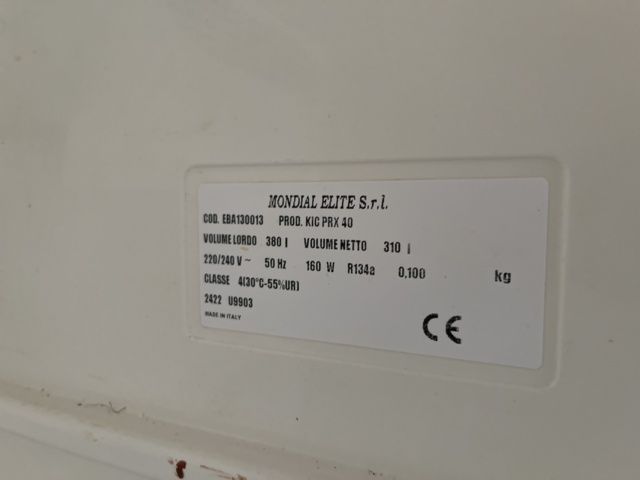 MONDIAL ELITE S.r.l.
COD. EBA130013 PROD. KIC PRX 40
VOLUME LORDO 380 l VOLUME NETTO 310 l
220/240 V ~ 50 Hz 160 W R134a 0,100 kg
CLASSE 4(30°C-55%UR)
2422 U9903
MADE IN ITALY
CE